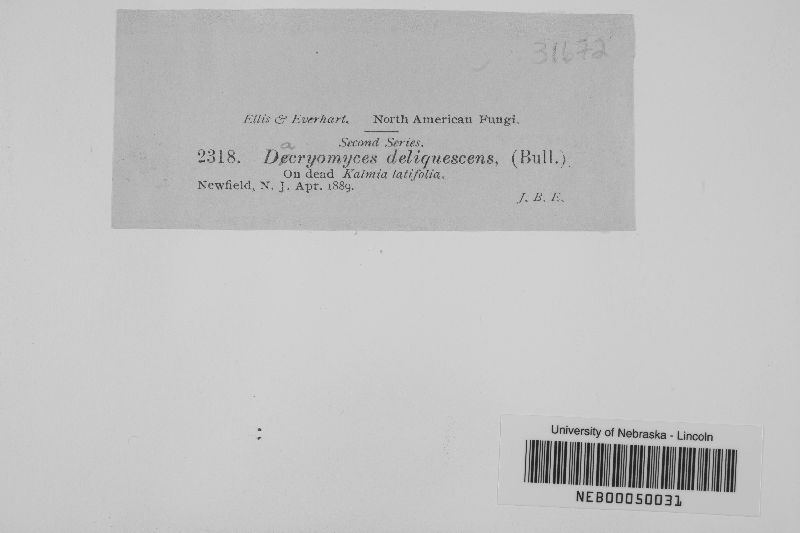 31672
Ellis & Everhart. North American Fungi.
Second Series.
a
2318. Decryomyces deliquescens, (Bull.)
On dead Kalmia latifolia.
Newfield, N. J. Apr. 1889.
J. B. E.
University of Nebraska - Lincoln
NEB00050031